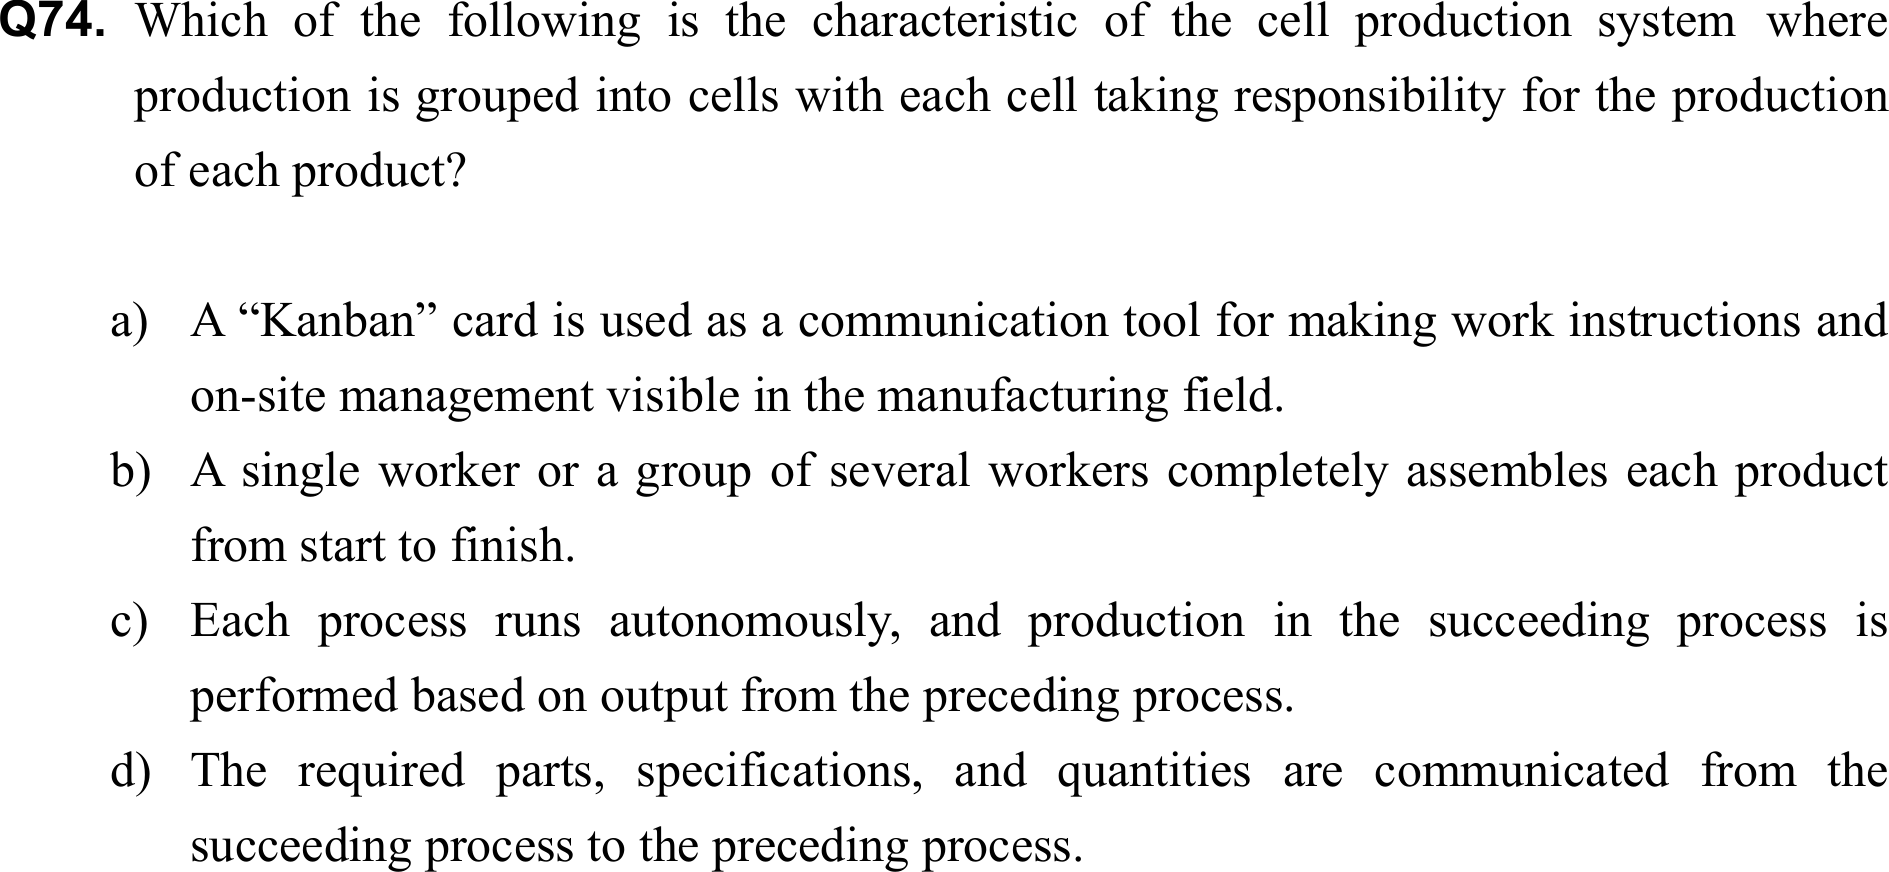 Q74. Which of the following is the characteristic of the cell production system where
production is grouped into cells with each cell taking responsibility for the production
of each product?
a) A “Kanban” card is used as a communication tool for making work instructions and
on-site management visible in the manufacturing field.
b) A single worker or a group of several workers completely assembles each product
from start to finish.
c) Each process runs autonomously, and production in the succeeding process is
performed based on output from the preceding process.
d) The required parts, specifications, and quantities are communicated from the
succeeding process to the preceding process.